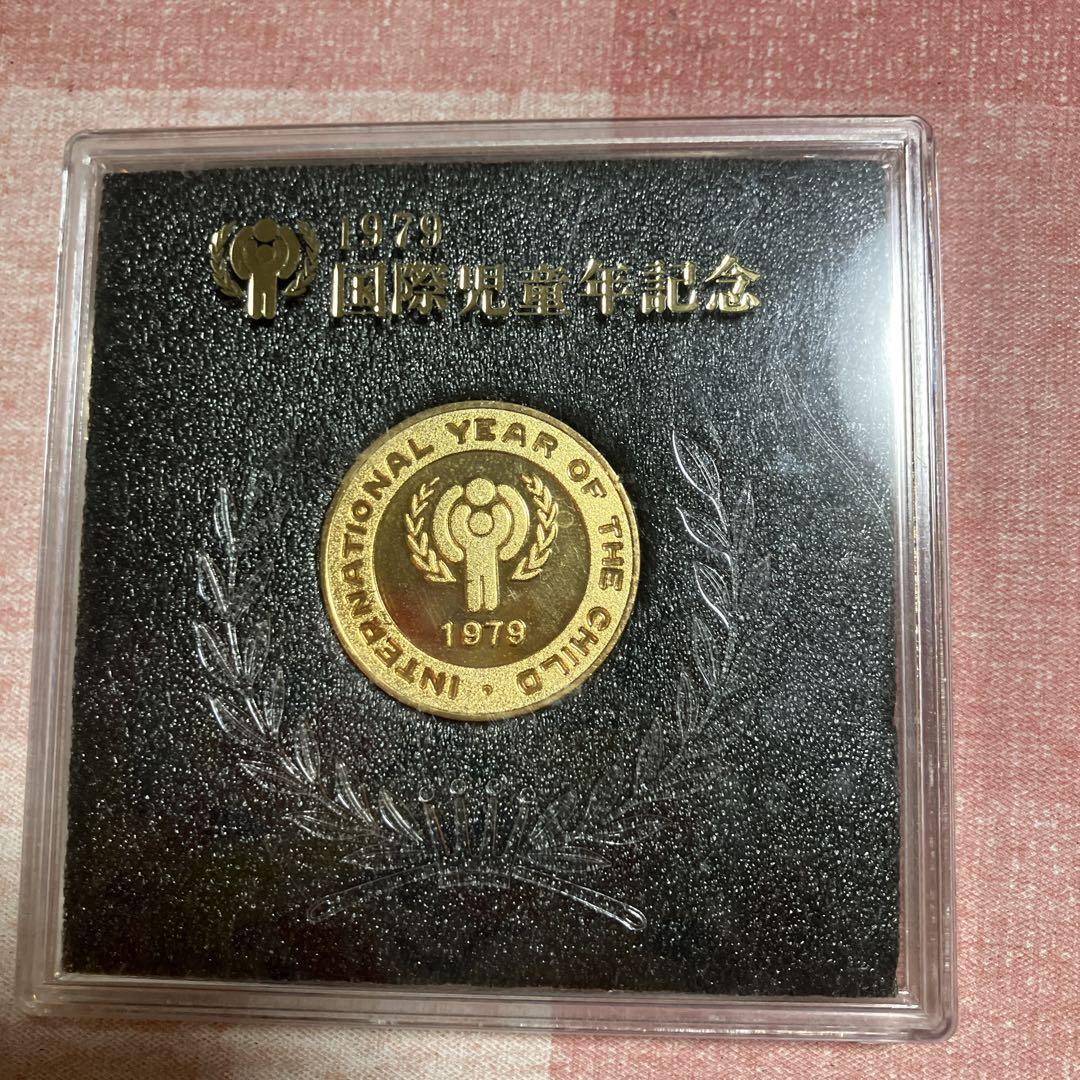 1979
国際児童年記念
INTERNATIONAL YEAR OF THE CHILD ·
1979